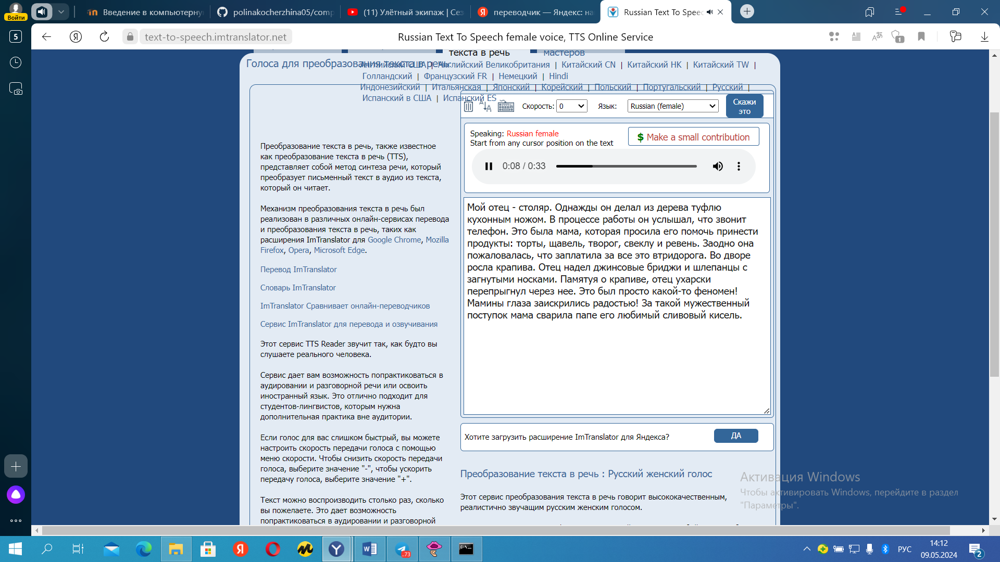 Войти
Введение в компьютерну
polinakocherzhina05/comp
(11) Улётный экипаж | Сез
переводчик — Яндекс: на
Russian Text To Speec
5
text-to-speech.imtranslator.net
Russian Text To Speech female voice, TTS Online Service
1
текста в речь
мастеров
Голоса для преобразования текста в речь:
Английский США | Английский Великобритания | Китайский CN | Китайский HK | Китайский TW |
Голландский | Французский FR | Немецкий | Hindi
Индонезийский | Итальянская | Японский | Корейский | Польский | Португальский | Русский |
Испанский в США | Испанский ES
Скорость: 0 Язык: Russian (female) Скажи это
Speaking: Russian female
Start from any cursor position on the text
$ Make a small contribution
0:08 / 0:33
Мой отец - столяр. Однажды он делал из дерева туфлю
кухонным ножом. В процессе работы он услышал, что звонит
телефон. Это была мама, которая просила его помочь принести
продукты: торты, щавель, творог, свеклу и ревень. Заодно она
пожаловалась, что заплатила за все это втридорога. Во дворе
росла крапива. Отец надел джинсовые бриджи и шлепанцы с
загнутыми носками. Памятуя о крапиве, отец ухарски
перепрыгнул через нее. Это был просто какой-то феномен!
Мамины глаза заискрились радостью! За такой мужественный
поступок мама сварила папе его любимый сливовый кисель.
Преобразование текста в речь, также известное
как преобразование текста в речь (TTS),
представляет собой метод синтеза речи, который
преобразует письменный текст в аудио из текста,
который он читает.
Механизм преобразования текста в речь был
реализован в различных онлайн-сервисах перевода
и преобразования текста в речь, таких как
расширения ImTranslator для Google Chrome, Mozilla
Firefox, Opera, Microsoft Edge.
Перевод ImTranslator
Словарь ImTranslator
ImTranslator Сравнивает онлайн-переводчиков
Сервис ImTranslator для перевода и озвучивания
Этот сервис TTS Reader звучит так, как будто вы
слушаете реального человека.
Сервис дает вам возможность попрактиковаться в
аудировании и разговорной речи или освоить
иностранный язык. Это отлично подходит для
студентов-лингвистов, которым нужна
дополнительная практика вне аудитории.
Если голос для вас слишком быстрый, вы можете
настроить скорость передачи голоса с помощью
меню скорости. Чтобы снизить скорость передачи
голоса, выберите значение "-", чтобы ускорить
передачу голоса, выберите значение "+".
Текст можно воспроизводить столько раз, сколько
вы пожелаете. Это дает возможность
попрактиковаться в аудировании и разговорной
Хотите загрузить расширение ImTranslator для Яндекса?
ДА
Преобразование текста в речь : Русский женский голос
Этот сервис преобразования текста в речь говорит высококачественным,
реалистично звучащим русским женским голосом.
Активация Windows
Чтобы активировать Windows, перейдите в раздел
"Параметры".
..73
РУС
14:12
09.05.2024
2